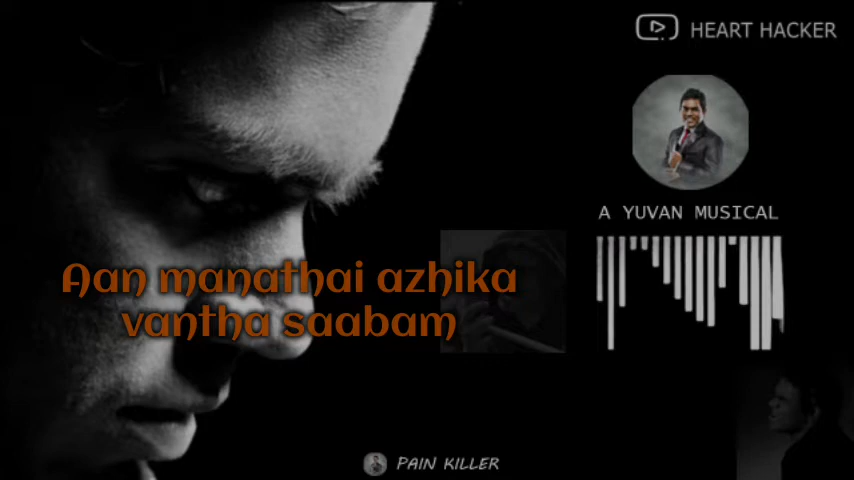 HEART HACKER
A YUVAN MUSICAL
Aan manathai azhika
vantha saabam
PAIN KILLER